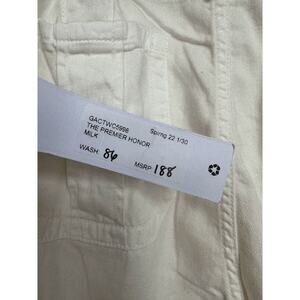 GACTWC5998 Spring 22 1/30
THE PREMIER HONOR
MILK
WASH: 86 MSRP: 188